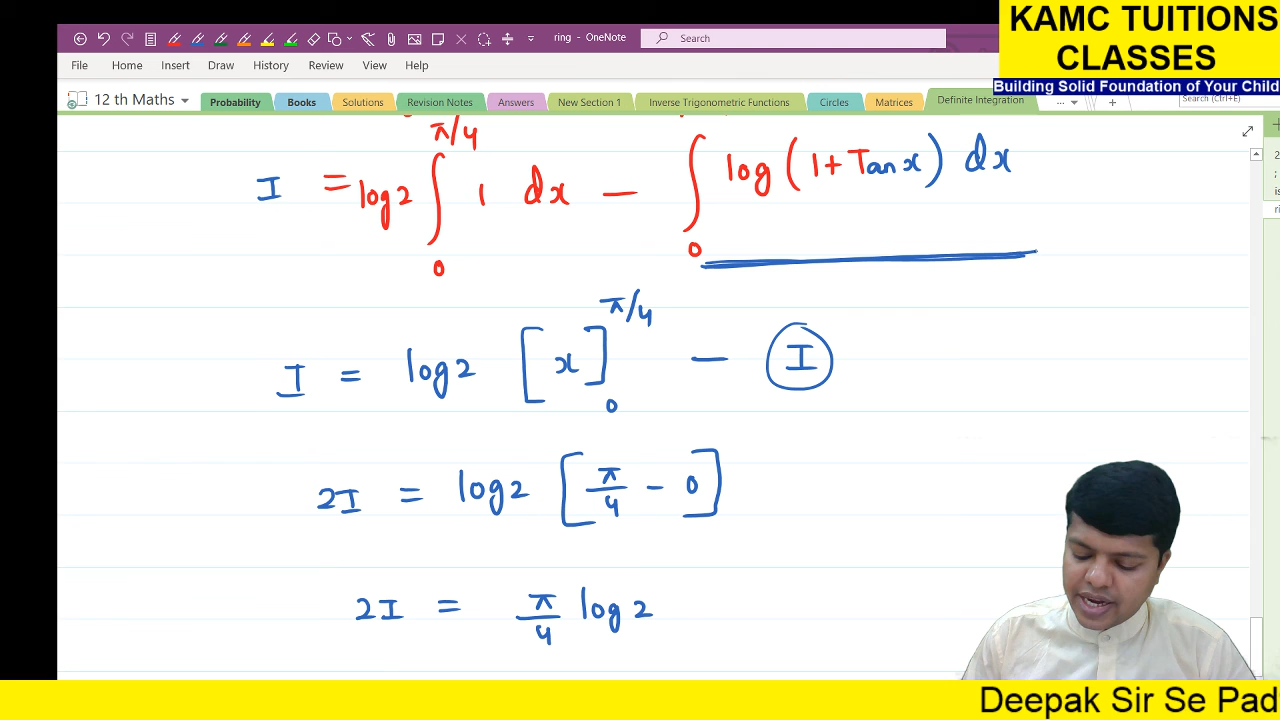 KAMC TUITIONS
CLASSES
Building Solid Foundation of Your Child
ring - OneNote
Search
File Home Insert Draw History Review View Help
12 th Maths
Probability Books Solutions Revision Notes Answers New Section 1 Inverse Trigonometric Functions Circles Matrices Definite Integration ... +
Search (Ctrl+E)
I = log2 ∫₀^{π/4} 1 dx − ∫₀ log(1+Tanx) dx
I = log2 [x]₀^{π/4} − I
2I = log2 [π/4 − 0]
2I = π/4 log2
Deepak Sir Se Pad